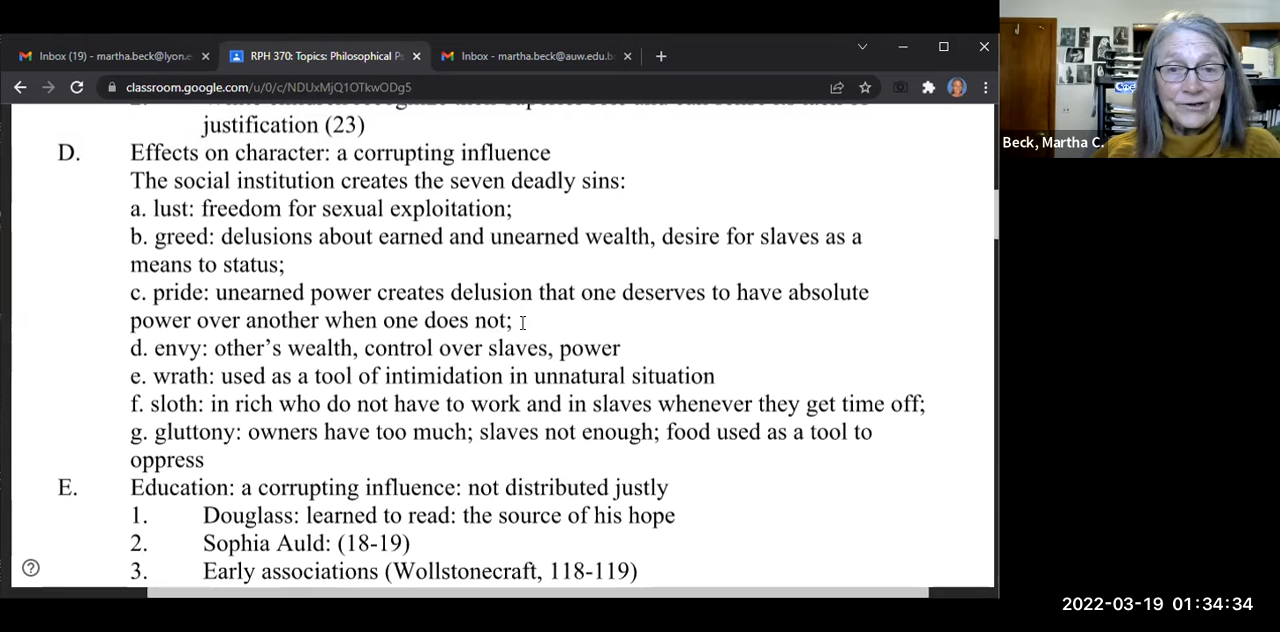 Inbox (19) - martha.beck@lyon.e
RPH 370: Topics: Philosophical P
Inbox - martha.beck@auw.edu.b
classroom.google.com/u/0/c/NDUxMjQ1OTkwODg5
justification (23)
D. Effects on character: a corrupting influence
The social institution creates the seven deadly sins:
a. lust: freedom for sexual exploitation;
b. greed: delusions about earned and unearned wealth, desire for slaves as a
means to status;
c. pride: unearned power creates delusion that one deserves to have absolute
power over another when one does not;
d. envy: other's wealth, control over slaves, power
e. wrath: used as a tool of intimidation in unnatural situation
f. sloth: in rich who do not have to work and in slaves whenever they get time off;
g. gluttony: owners have too much; slaves not enough; food used as a tool to
oppress
E. Education: a corrupting influence: not distributed justly
1. Douglass: learned to read: the source of his hope
2. Sophia Auld: (18-19)
3. Early associations (Wollstonecraft, 118-119)
Beck, Martha C.
2022-03-19 01:34:34